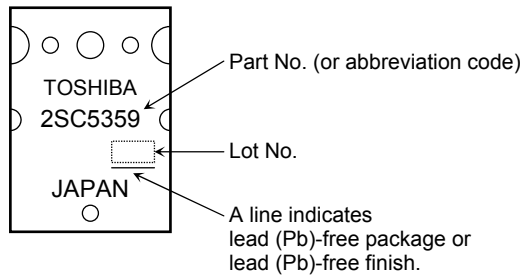 TOSHIBA
2SC5359
JAPAN
Part No. (or abbreviation code)
Lot No.
A line indicates
lead (Pb)-free package or
lead (Pb)-free finish.